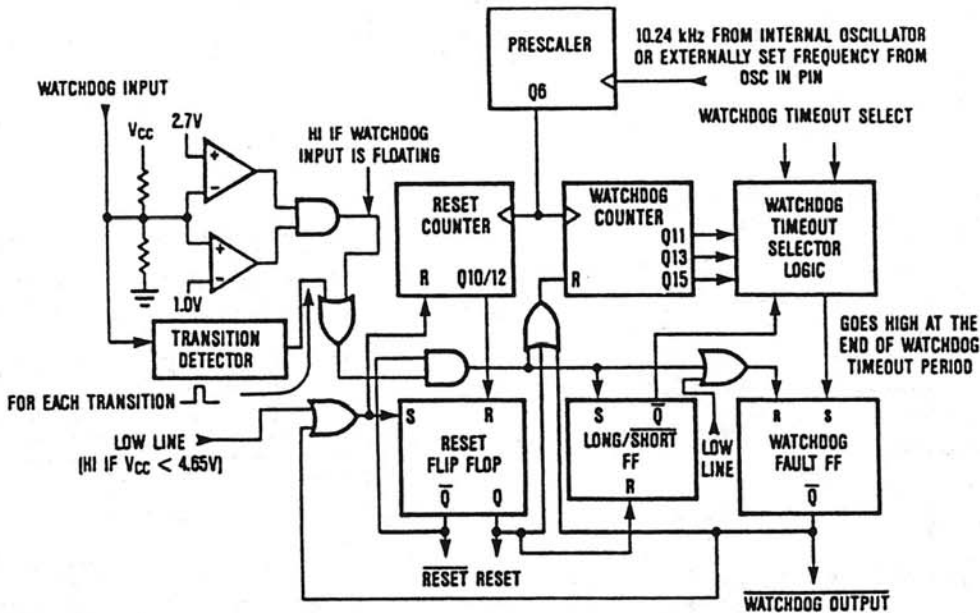 PRESCALER
Q6
10.24 kHz FROM INTERNAL OSCILLATOR
OR EXTERNALLY SET FREQUENCY FROM
OSC IN PIN
WATCHDOG INPUT
VCC
2.7V
+
−
+
−
1.0V
HI IF WATCHDOG
INPUT IS FLOATING
WATCHDOG TIMEOUT SELECT
RESET
COUNTER
R Q10/12
WATCHDOG
COUNTER
Q11
Q13
Q15
R
WATCHDOG
TIMEOUT
SELECTOR
LOGIC
TRANSITION
DETECTOR
GOES HIGH AT THE
END OF WATCHDOG
TIMEOUT PERIOD
FOR EACH TRANSITION
LOW LINE
(HI IF VCC < 4.65V)
S R
RESET
FLIP FLOP
Q̅ Q
S Q̅
LONG/S̅H̅O̅R̅T̅
FF
R
LOW
LINE
R S
WATCHDOG
FAULT FF
Q̅
R̅E̅S̅E̅T̅ RESET
W̅A̅T̅C̅H̅D̅O̅G̅ O̅U̅T̅P̅U̅T̅